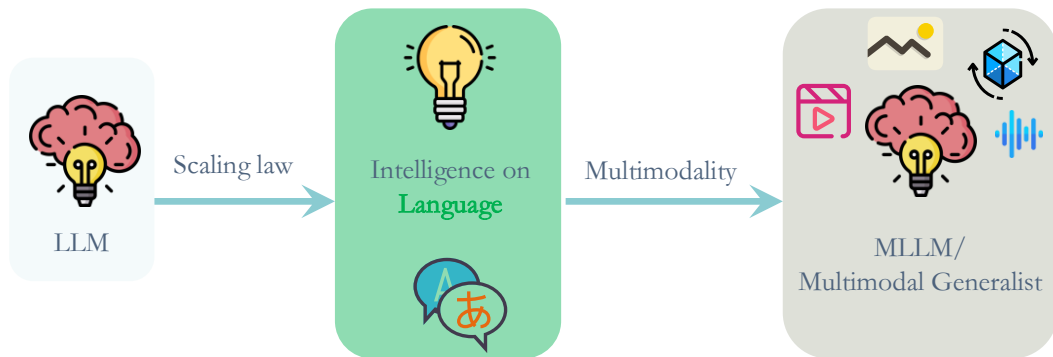 LLM
Scaling law
Intelligence on
Language
A
あ
Multimodality
MLLM/
Multimodal Generalist